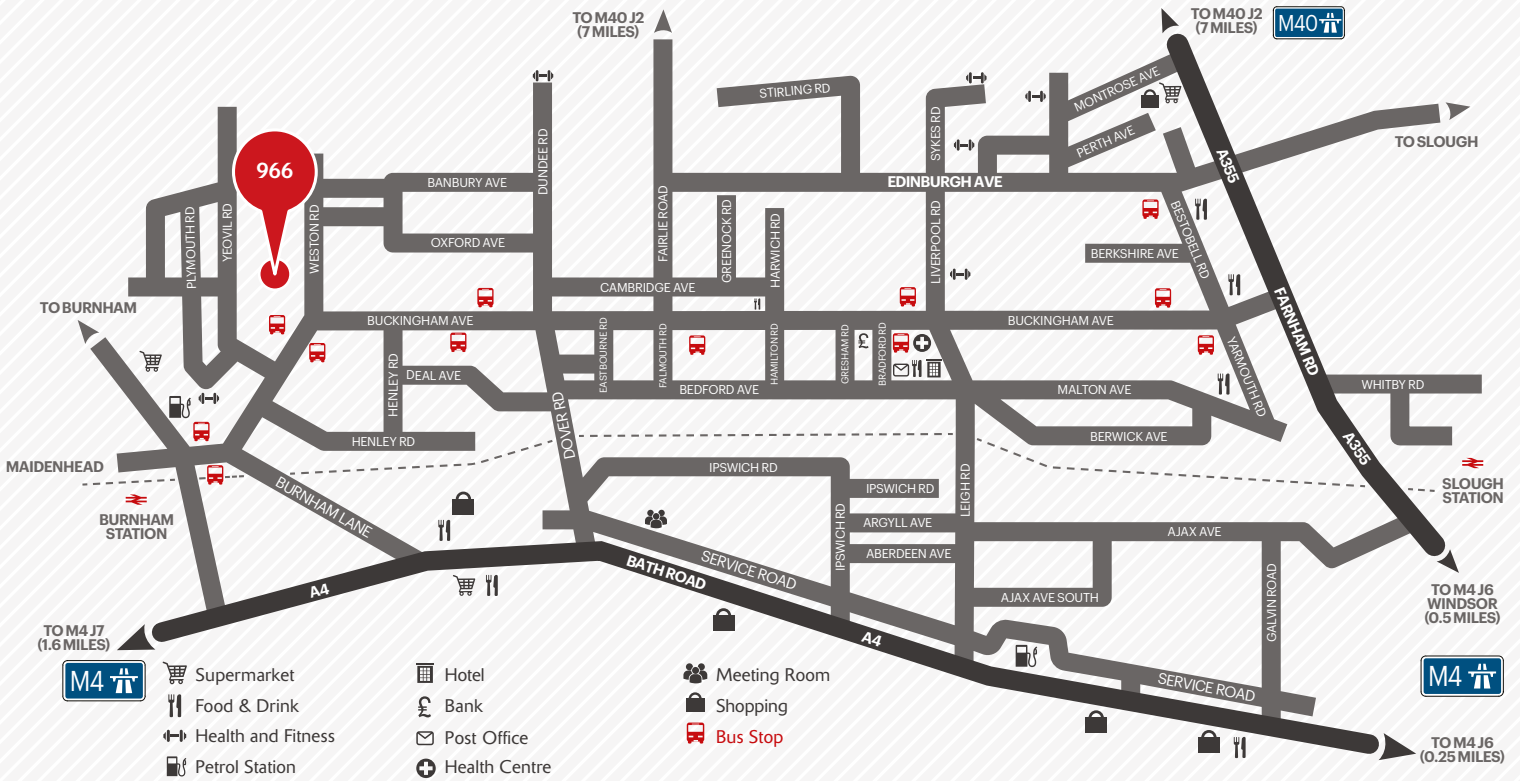 TO M40 J2
(7 MILES)
TO M40 J2
(7 MILES)
M40
MONTROSE AVE
STIRLING RD
SYKES RD
PERTH AVE
TO SLOUGH
A355
966
DUNDEE RD
BANBURY AVE
EDINBURGH AVE
PLYMOUTH RD
YEOVIL RD
WESTON RD
FAIRLIE ROAD
GREENOCK RD
HARWICH RD
LIVERPOOL RD
BESTOBELL RD
OXFORD AVE
BERKSHIRE AVE
CAMBRIDGE AVE
TO BURNHAM
BUCKINGHAM AVE
BUCKINGHAM AVE
FARNHAM RD
EASTBOURNE RD
FALMOUTH RD
HAMILTON RD
GRESHAM RD
BRADFORD RD
YARMOUTH RD
HENLEY RD
DEAL AVE
BEDFORD AVE
MALTON AVE
WHITBY RD
DOVER RD
HENLEY RD
BERWICK AVE
A355
MAIDENHEAD
IPSWICH RD
LEIGH RD
IPSWICH RD
SLOUGH
STATION
BURNHAM
STATION
BURNHAM LANE
IPSWICH RD
ARGYLL AVE
AJAX AVE
ABERDEEN AVE
SERVICE ROAD
BATH ROAD
A4
AJAX AVE SOUTH
GALVIN ROAD
TO M4 J6
WINDSOR
(0.5 MILES)
TO M4 J7
(1.6 MILES)
A4
M4
M4
SERVICE ROAD
TO M4 J6
(0.25 MILES)
Supermarket
Food & Drink
Health and Fitness
Petrol Station
Hotel
£ Bank
Post Office
Health Centre
Meeting Room
Shopping
Bus Stop
£